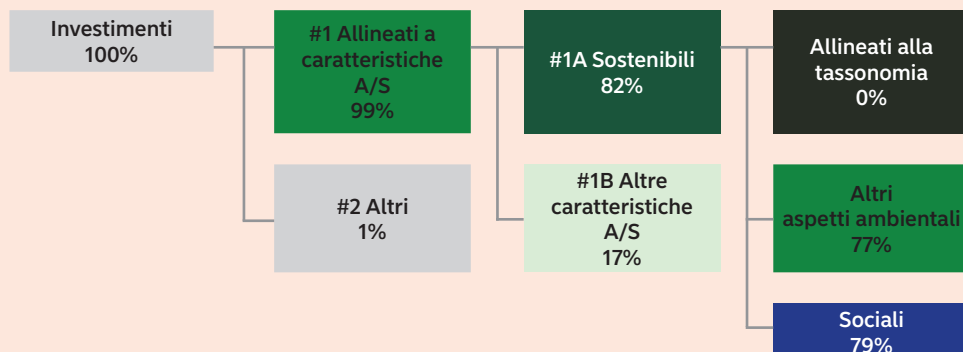 Investimenti
100%
#1 Allineati a
caratteristiche
A/S
99%
#1A Sostenibili
82%
Allineati alla
tassonomia
0%
#2 Altri
1%
#1B Altre
caratteristiche
A/S
17%
Altri
aspetti ambientali
77%
Sociali
79%